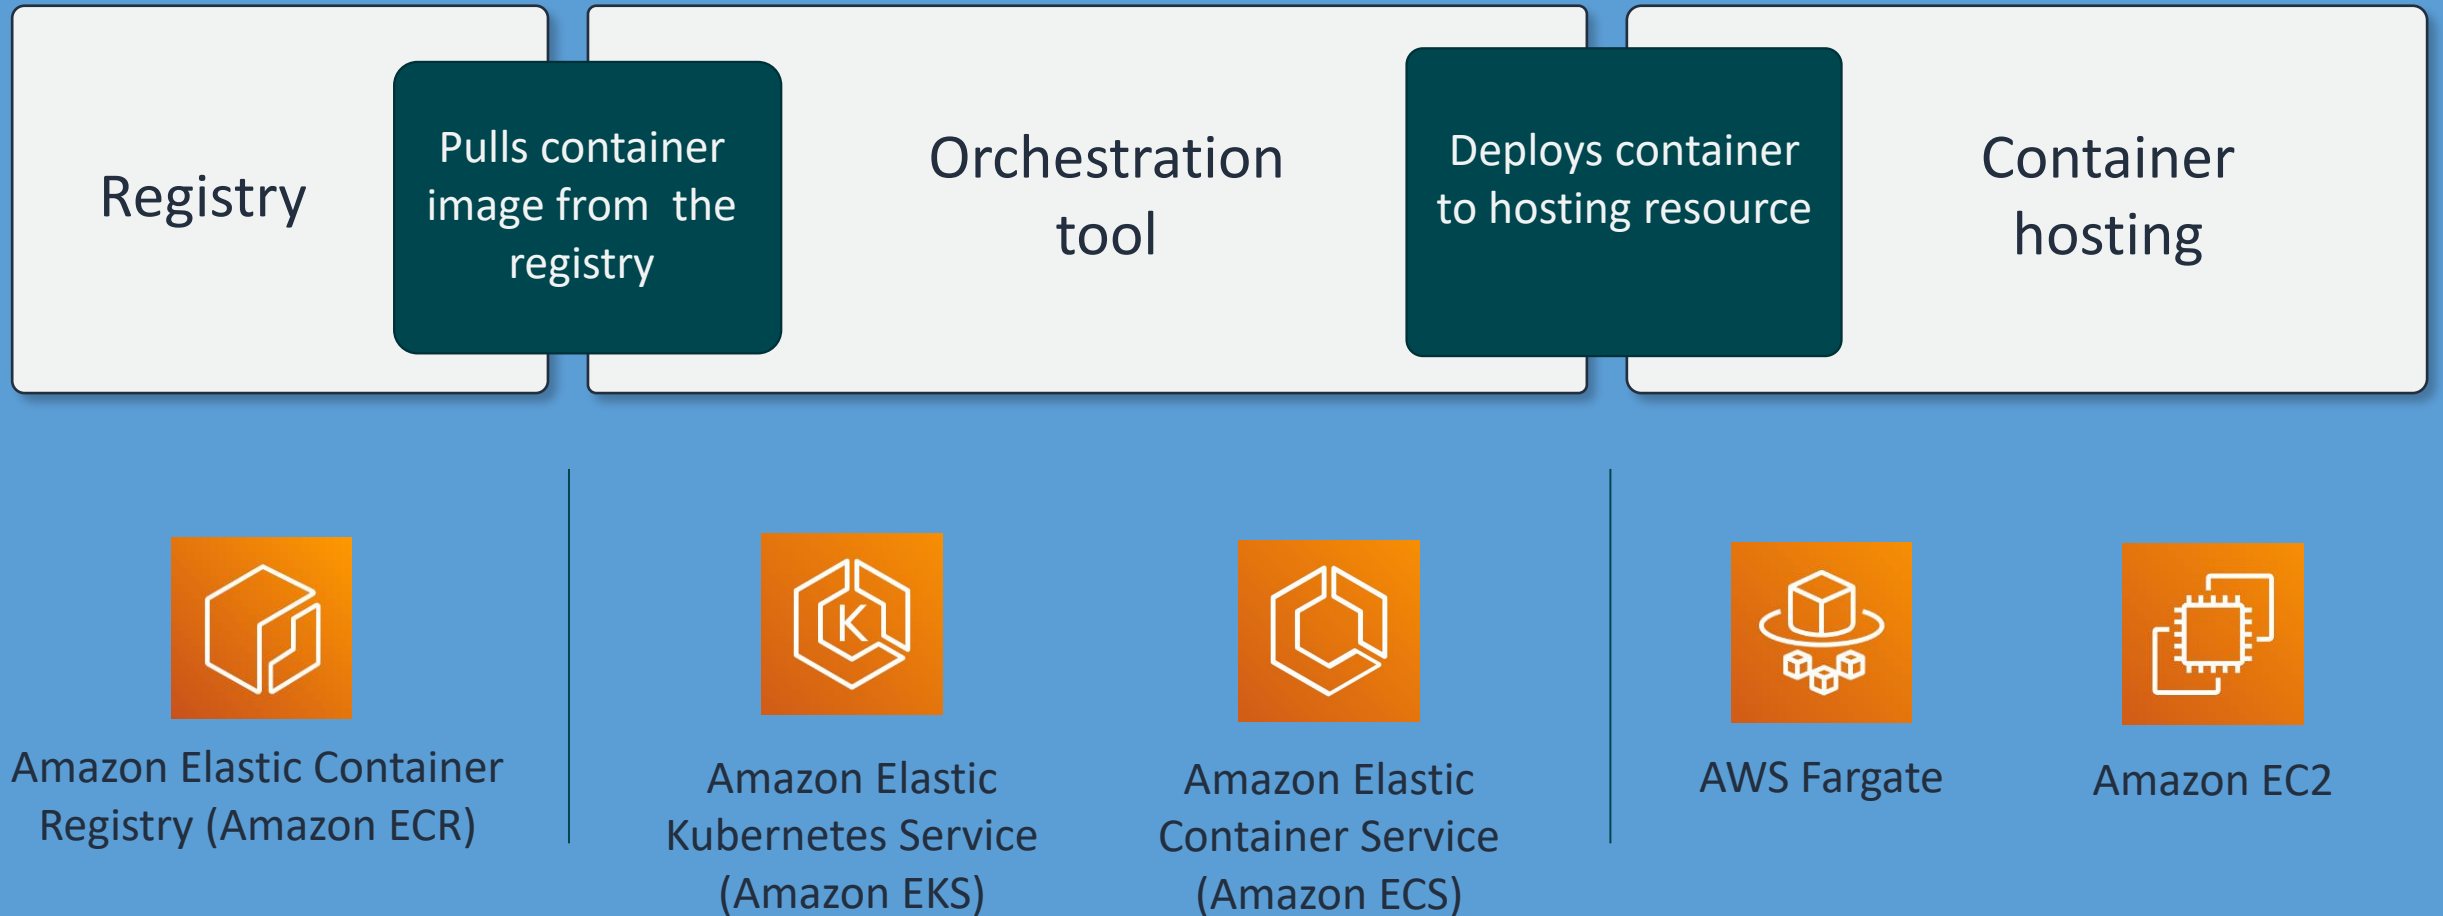 Registry
Pulls container
image from  the
registry
Orchestration
tool
Deploys container
to hosting resource
Container
hosting
Amazon Elastic Container
Registry (Amazon ECR)
K
Amazon Elastic
Kubernetes Service
(Amazon EKS)
Amazon Elastic
Container Service
(Amazon ECS)
AWS Fargate
Amazon EC2